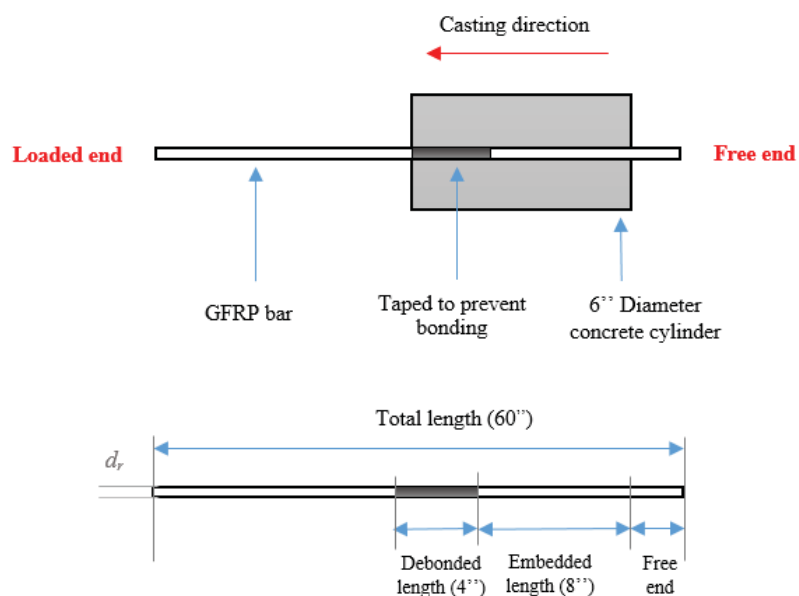 Casting direction
Loaded end
Free end
GFRP bar
Taped to prevent
bonding
6’’ Diameter
concrete cylinder
Total length (60’’)
dr
Debonded
length (4’’)
Embedded
length (8’’)
Free
end